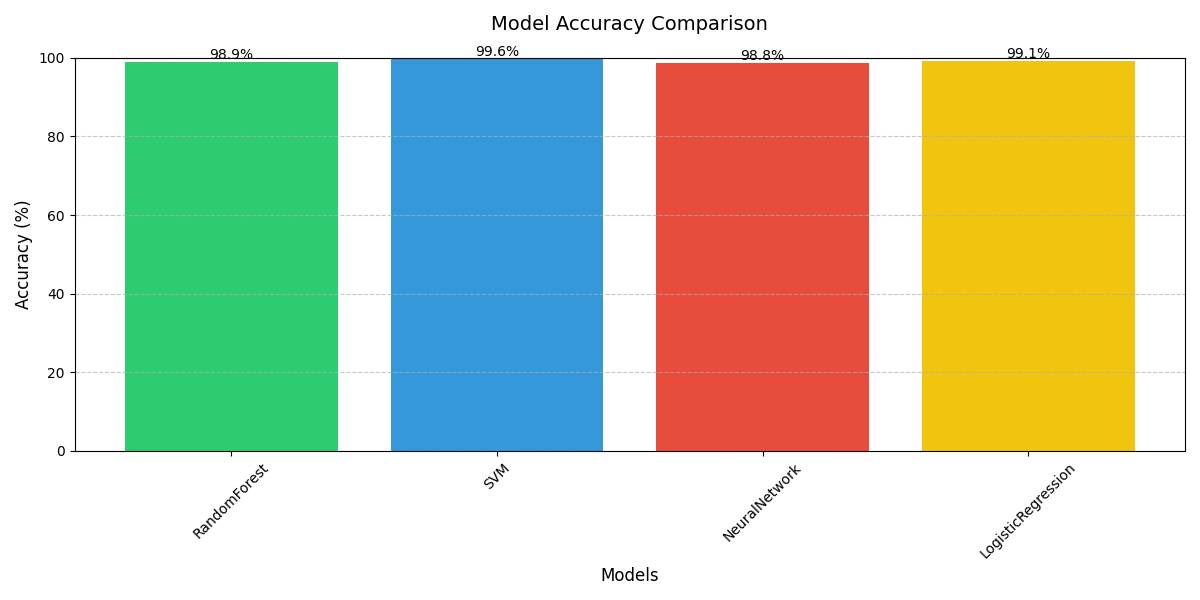 Model Accuracy Comparison
98.9%
99.6%
98.8%
99.1%
100
80
60
40
20
0
Accuracy (%)
RandomForest
SVM
NeuralNetwork
LogisticRegression
Models